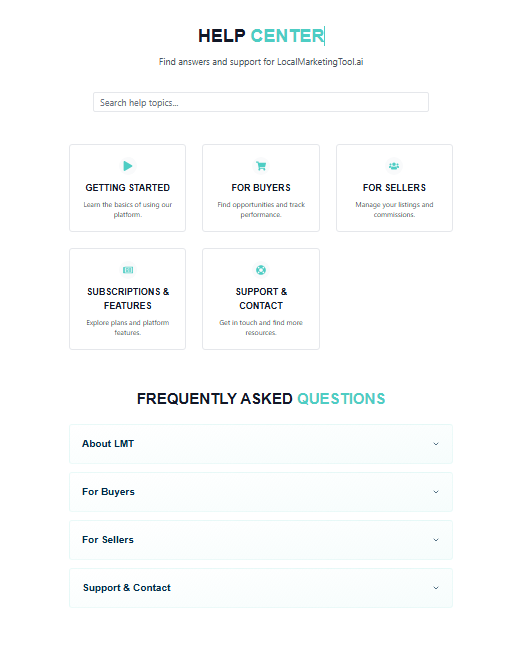 HELP CENTER
Find answers and support for LocalMarketingTool.ai
Search help topics...
GETTING STARTED
Learn the basics of using our
platform.
FOR BUYERS
Find opportunities and track
performance.
FOR SELLERS
Manage your listings and
commissions.
SUBSCRIPTIONS &
FEATURES
Explore plans and platform
features.
SUPPORT &
CONTACT
Get in touch and find more
resources.
FREQUENTLY ASKED QUESTIONS
About LMT
For Buyers
For Sellers
Support & Contact